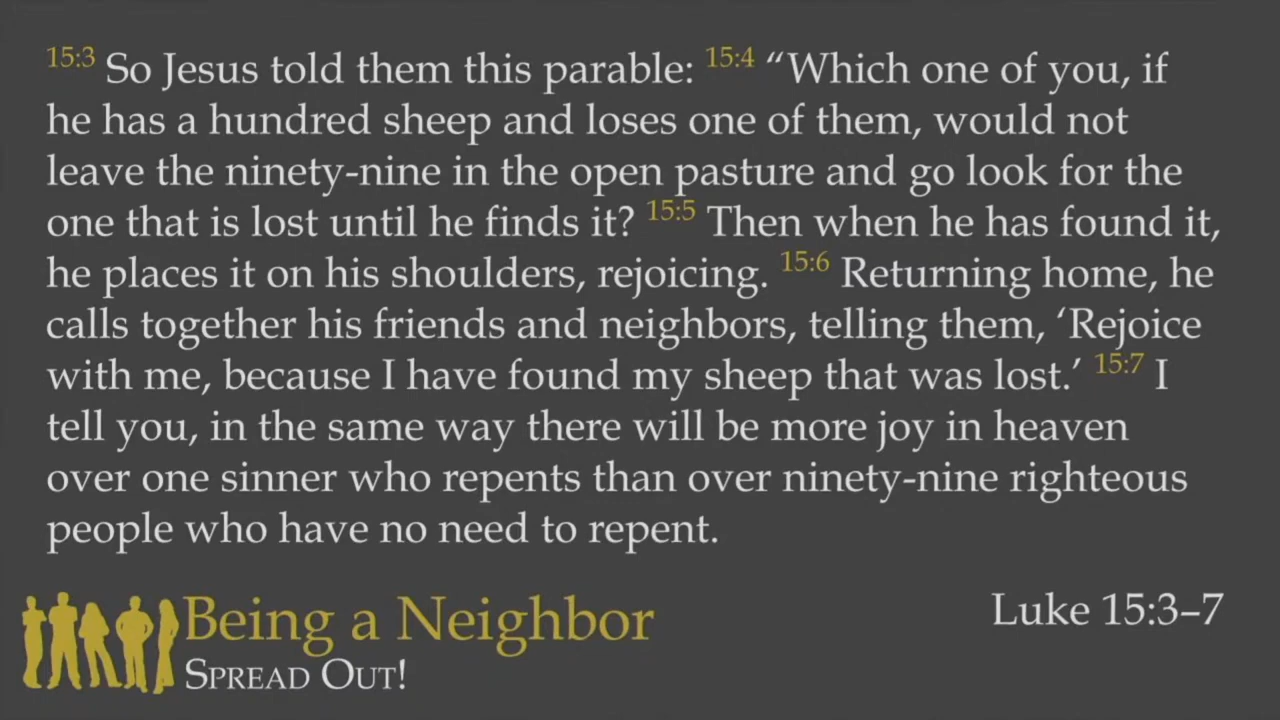 15:3 So Jesus told them this parable: 15:4 “Which one of you, if
he has a hundred sheep and loses one of them, would not
leave the ninety-nine in the open pasture and go look for the
one that is lost until he finds it? 15:5 Then when he has found it,
he places it on his shoulders, rejoicing. 15:6 Returning home, he
calls together his friends and neighbors, telling them, ‘Rejoice
with me, because I have found my sheep that was lost.’ 15:7 I
tell you, in the same way there will be more joy in heaven
over one sinner who repents than over ninety-nine righteous
people who have no need to repent.
Being a Neighbor
Spread Out!
Luke 15:3–7